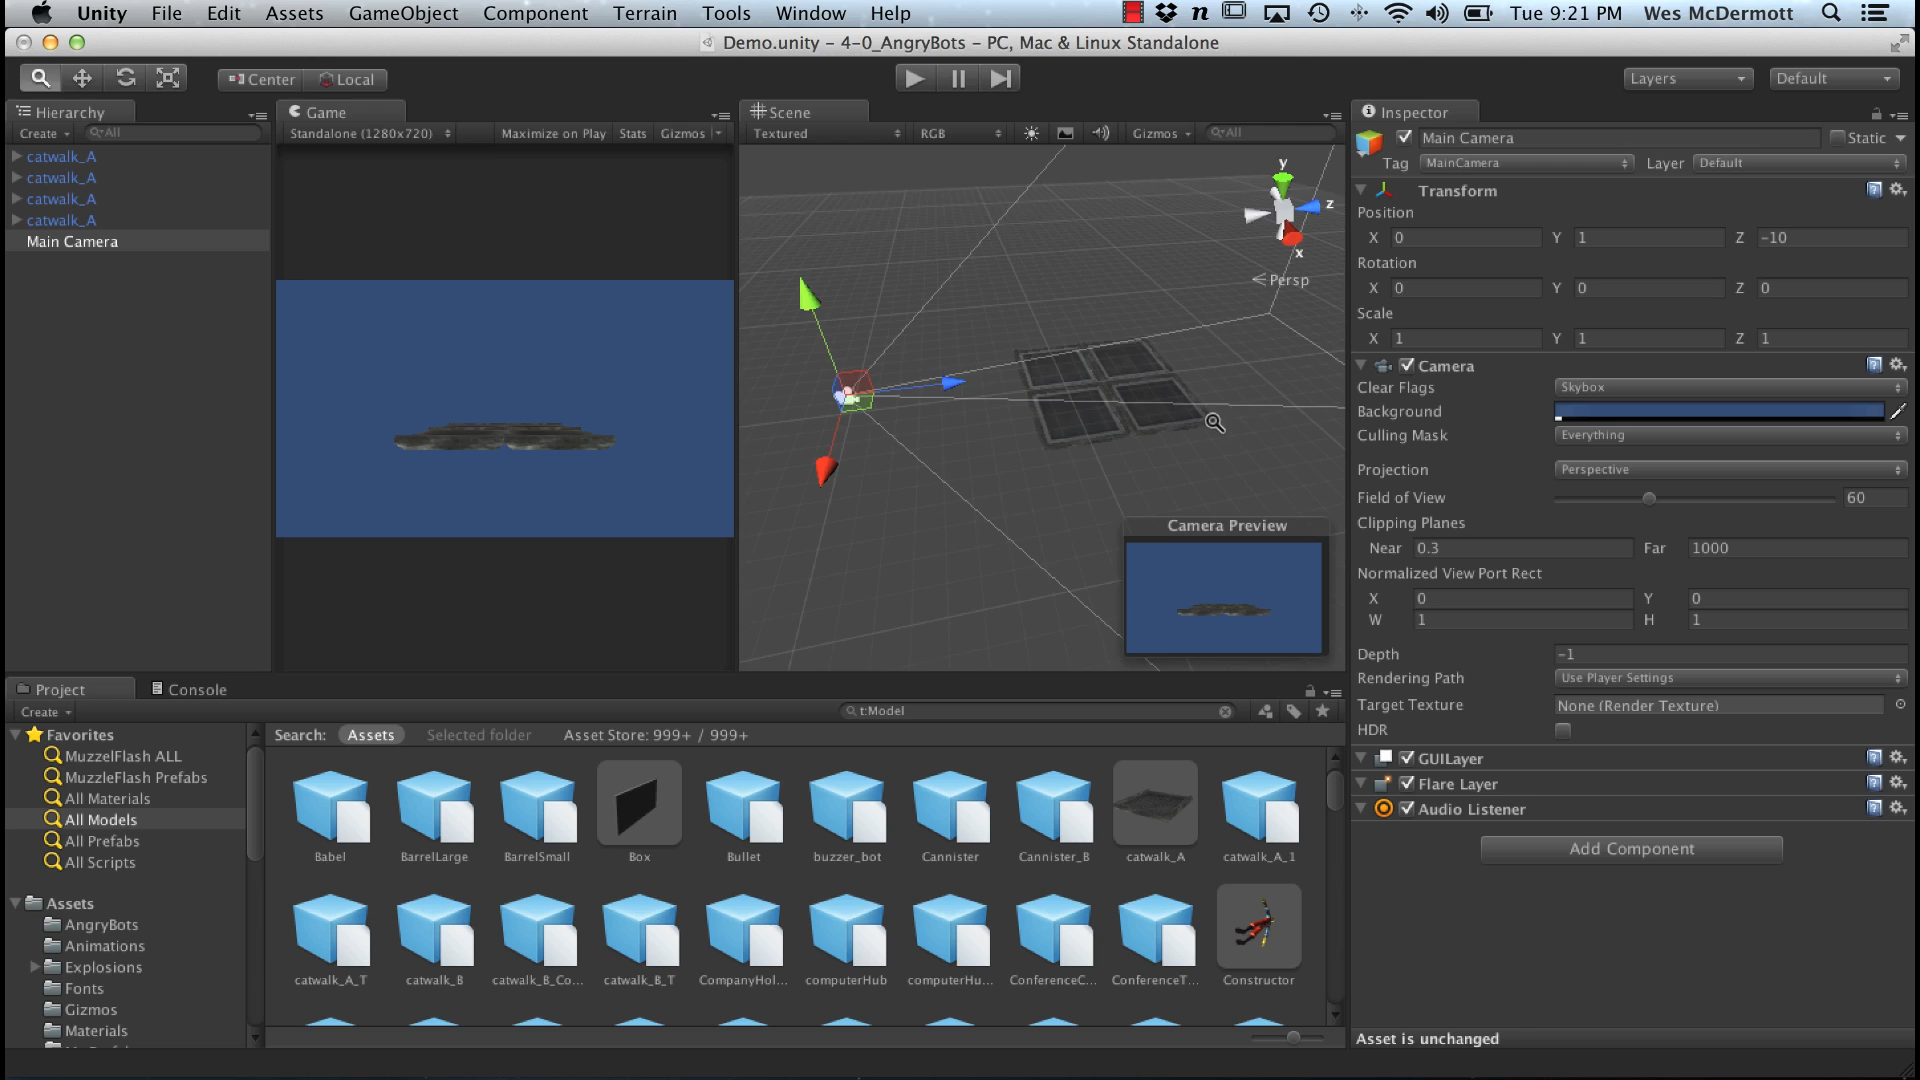 Unity File Edit Assets GameObject Component Terrain Tools Window Help Tue 9:21 PM Wes McDermott
Demo.unity - 4-0_AngryBots - PC, Mac & Linux Standalone
Center Local Layers Default
Hierarchy
Create All
catwalk_A
catwalk_A
catwalk_A
catwalk_A
Main Camera
Game
Standalone (1280x720) Maximize on Play Stats Gizmos
Scene
Textured RGB Gizmos All
y
z
x
Persp
Camera Preview
Inspector
Main Camera Static
Tag MainCamera Layer Default
Transform
Position
X 0 Y 1 Z -10
Rotation
X 0 Y 0 Z 0
Scale
X 1 Y 1 Z 1
Camera
Clear Flags Skybox
Background
Culling Mask Everything
Projection Perspective
Field of View 60
Clipping Planes
Near 0.3 Far 1000
Normalized View Port Rect
X 0 Y 0
W 1 H 1
Depth -1
Rendering Path Use Player Settings
Target Texture None (Render Texture)
HDR
GUILayer
Flare Layer
Audio Listener
Add Component
Asset is unchanged
Project Console
Create t:Model
Favorites
MuzzelFlash ALL
MuzzleFlash Prefabs
All Materials
All Models
All Prefabs
All Scripts
Assets
AngryBots
Animations
Explosions
Fonts
Gizmos
Materials
Search: Assets Selected folder Asset Store: 999+ / 999+
Babel BarrelLarge BarrelSmall Box Bullet buzzer_bot Cannister Cannister_B catwalk_A catwalk_A_1
catwalk_A_T catwalk_B catwalk_B_Co... catwalk_B_T CompanyHol... computerHub computerHu... ConferenceC... ConferenceT... Constructor